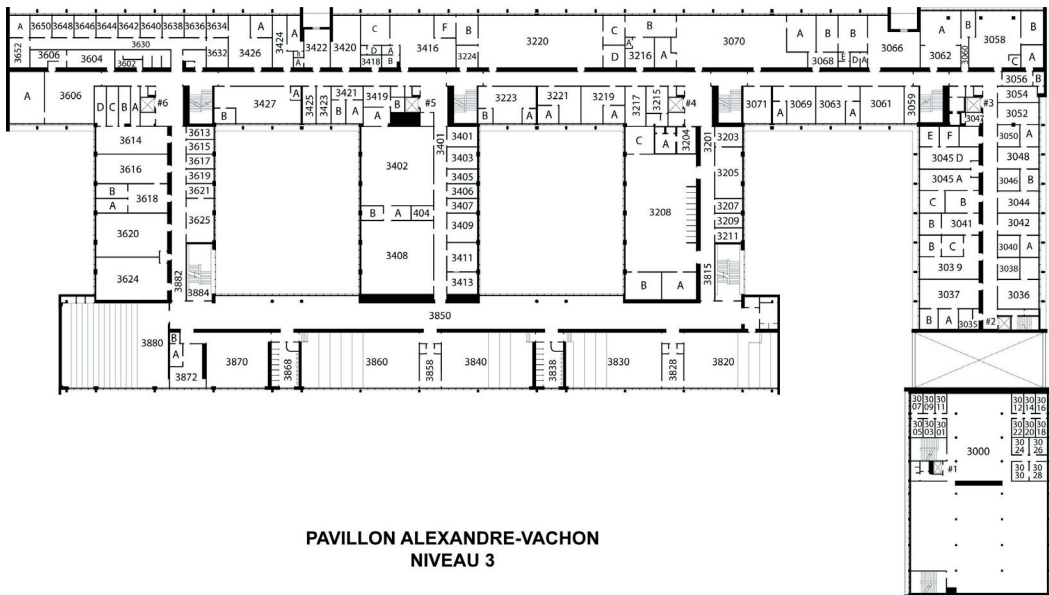 A 3650 3648 3646 3644 3642 3640 3638 3636 3634 A A C F B C B A B B A B 3058 B
3652 3630 3632 3426 3424 3422 3420 3416 3220 3216 A 3070 3066 3062 3060 A
3606 3604 3602 A D A 3418 B 3224 D A 3068 E D A C A
3056 B
A 3606 D C B A #6 3427 A B 3425 3423 3421 B A 3419 B A #5 3223 B A 3221 A 3219 A 3217 3215 #4 3071 3069 A 3063 A 3061 3059 #3 3054
3047 3052
3614 3613 3401 3401 C A A 3204 3201 3203 E F 3050 A
3615
3616 3617 3402 3403 3205 3045 D 3048
3619 3405 3045 A 3046 B
B 3618 3621 3406
A 3625 B A 404 3407 3208 3207 C B 3044
3620 3409 3209 B 3041 3042
3211
3624 3408 3411 B C 3040 A
3882 3884 3413 B A 3815 303 9 3038
3037 3036
3850 B A 3035 #2
3880 B A 3872 3870 3868 3860 3858 3840 3838 3830 3828 3820
30 07 30 09 30 11 30 12 30 14 30 16
30 05 30 03 30 01 30 22 30 20 30 18
3000 30 24 30 26
#1 30 30 30 28
PAVILLON ALEXANDRE-VACHON
NIVEAU 3